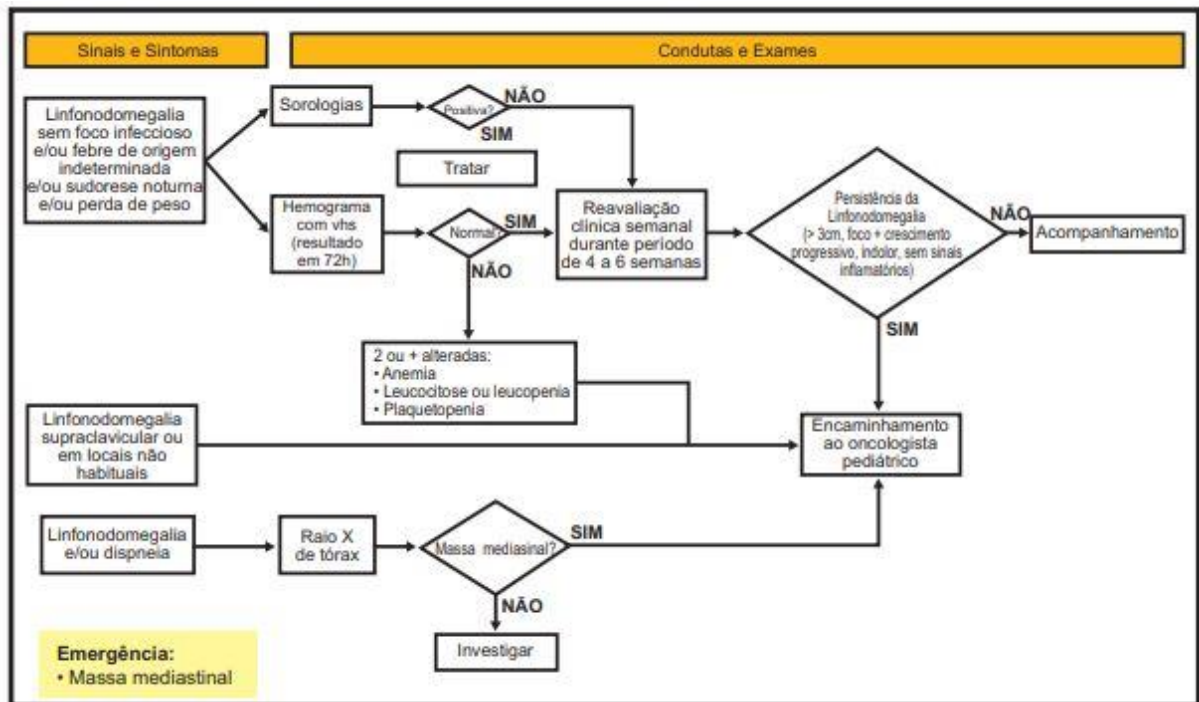 Sinais e Sintomas
Condutas e Exames
Linfonodomegalia
sem foco infeccioso
e/ou febre de origem
indeterminada
e/ou sudorese noturna
e/ou perda de peso
Sorologias
Positiva?
NÃO
SIM
Tratar
Hemograma
com vhs
(resultado
em 72h)
Normal?
SIM
NÃO
Reavaliação
clínica semanal
durante período
de 4 a 6 semanas
Persistência da
Linfonodomegalia
(> 3cm, foco + crescimento
progressivo, indolor, sem sinais
inflamatórios)
NÃO
Acompanhamento
SIM
2 ou + alteradas:
• Anemia
• Leucocitose ou leucopenia
• Plaquetopenia
Linfonodomegalia
supraclavicular ou
em locais não
habituais
Encaminhamento
ao oncologista
pediátrico
Linfonodomegalia
e/ou dispneia
Raio X
de tórax
Massa mediasinal?
SIM
NÃO
Investigar
Emergência:
• Massa mediastinal